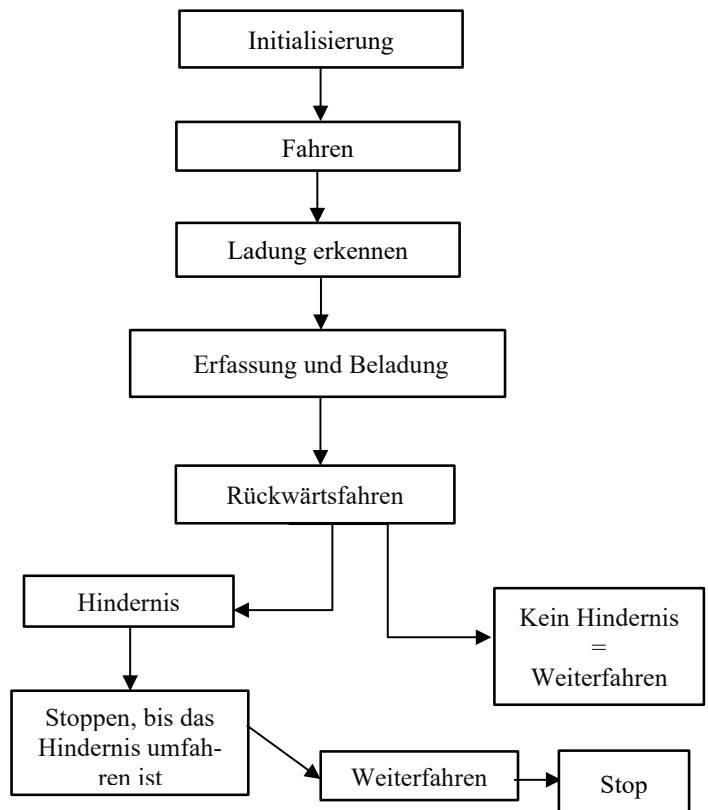 Initialisierung
Fahren
Ladung erkennen
Erfassung und Beladung
Rückwärtsfahren
Hindernis
Kein Hindernis
=
Weiterfahren
Stoppen, bis das
Hindernis umfah-
ren ist
Weiterfahren
Stop